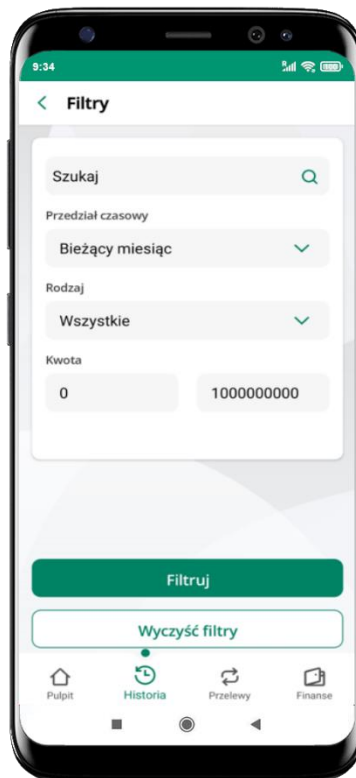 9:34
Filtry
Szukaj
Przedział czasowy
Bieżący miesiąc
Rodzaj
Wszystkie
Kwota
0 1000000000
Filtruj
Wyczyść filtry
Pulpit Historia Przelewy Finanse